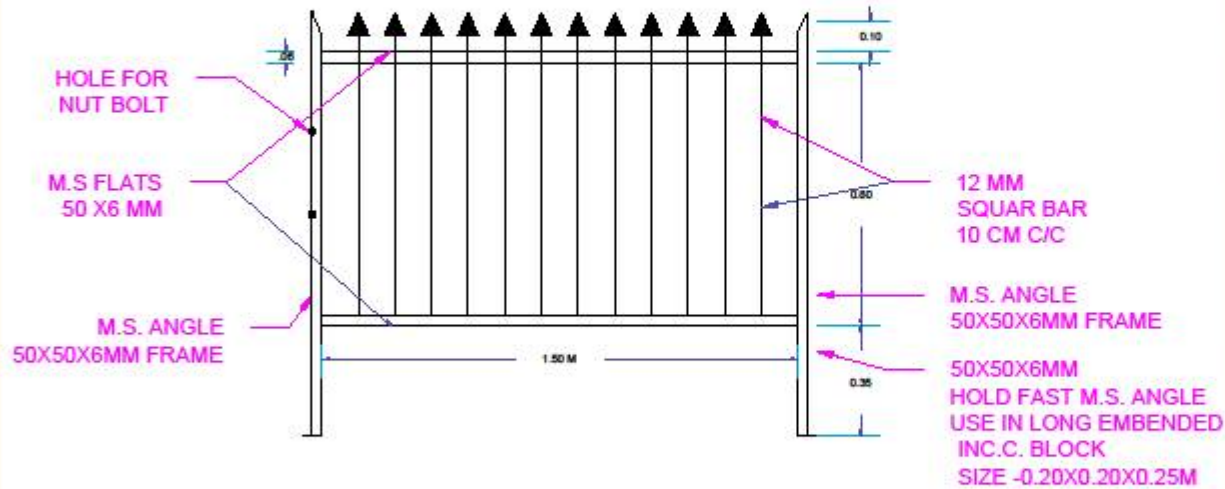 0.10
.05
HOLE FOR
NUT BOLT
M.S FLATS
50 X6 MM
0.60
12 MM
SQUAR BAR
10 CM C/C
M.S. ANGLE
50X50X6MM FRAME
M.S. ANGLE
50X50X6MM FRAME
1.50 M
0.35
50X50X6MM
HOLD FAST M.S. ANGLE
USE IN LONG EMBENDED
INC.C. BLOCK
SIZE -0.20X0.20X0.25M